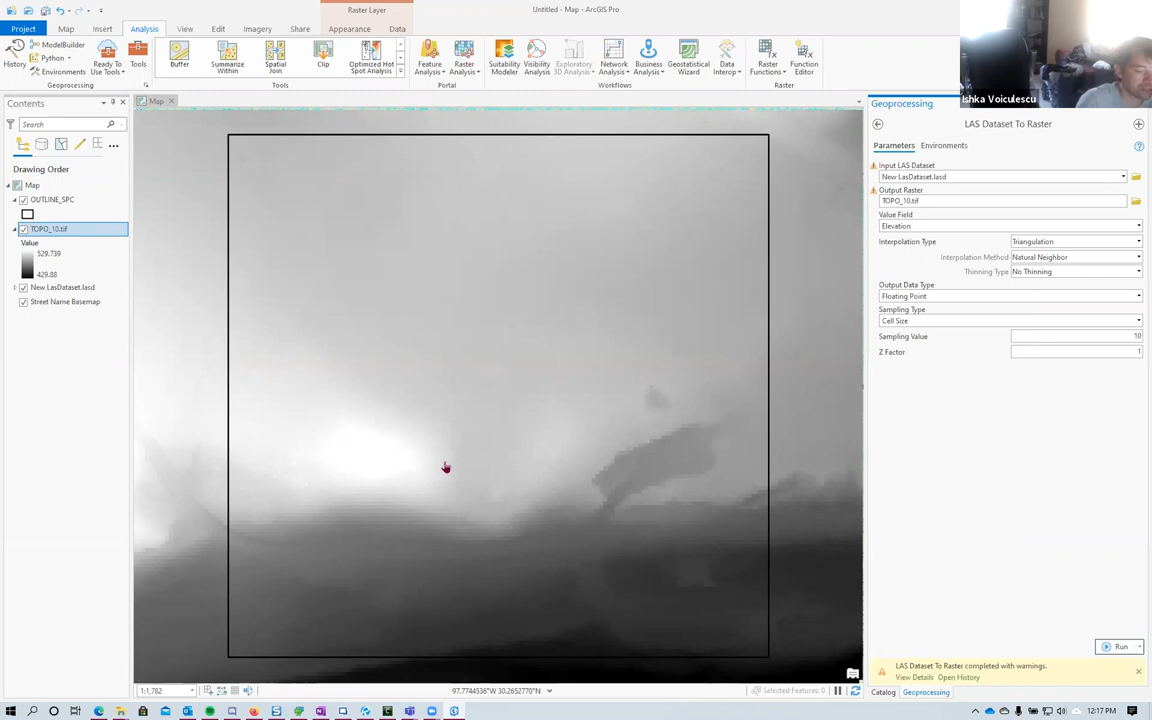 Raster Layer
Untitled - Map - ArcGIS Pro
Project Map Insert Analysis View Edit Imagery Share Appearance Data
History
ModelBuilder
Python
Environments
Ready To Use Tools
Tools
Buffer
Summarize Within
Spatial Join
Clip
Optimized Hot Spot Analysis
Feature Analysis
Raster Analysis
Suitability Modeler
Visibility Analysis
Exploratory 3D Analysis
Network Analysis
Business Analysis
Geostatistical Wizard
Data Interop
Raster Functions
Function Editor
Geoprocessing Tools Portal Workflows Raster
Ishka Voiculescu
Contents
Search
Drawing Order
Map
OUTLINE_SPC
TOPO_10.tif
Value
529.739
429.88
New LasDataset.lasd
Street Name Basemap
Map
1:1,782
97.7744536°W 30.2652770°N
Selected Features: 0
Geoprocessing
LAS Dataset To Raster
Parameters Environments
Input LAS Dataset
New LasDataset.lasd
Output Raster
TOPO_10.tif
Value Field
Elevation
Interpolation Type Triangulation
Interpolation Method Natural Neighbor
Thinning Type No Thinning
Output Data Type
Floating Point
Sampling Type
Cell Size
Sampling Value 10
Z Factor 1
Run
LAS Dataset To Raster completed with warnings.
View Details Open History
Catalog Geoprocessing
12:17 PM